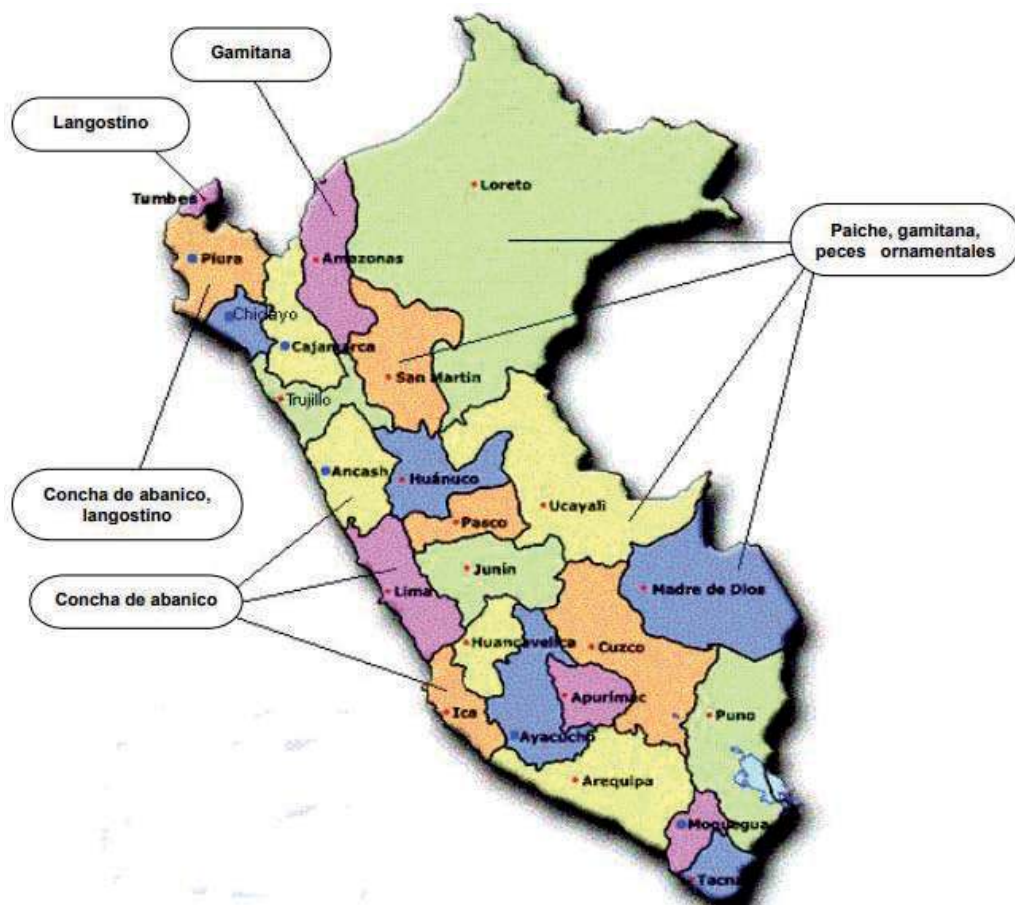 Gamitana
Langostino
Tumbes
Loreto
Paiche, gamitana,
peces ornamentales
Piura
Amazonas
Chiclayo
Cajamarca
San Martín
Trujillo
Ancash
Huánuco
Concha de abanico,
langostino
Ucayali
Pasco
Junín
Concha de abanico
Lima
Madre de Dios
Huancavelica
Cuzco
Apurímac
Ica
Puno
Ayacucho
Arequipa
Moquegua
Tacna